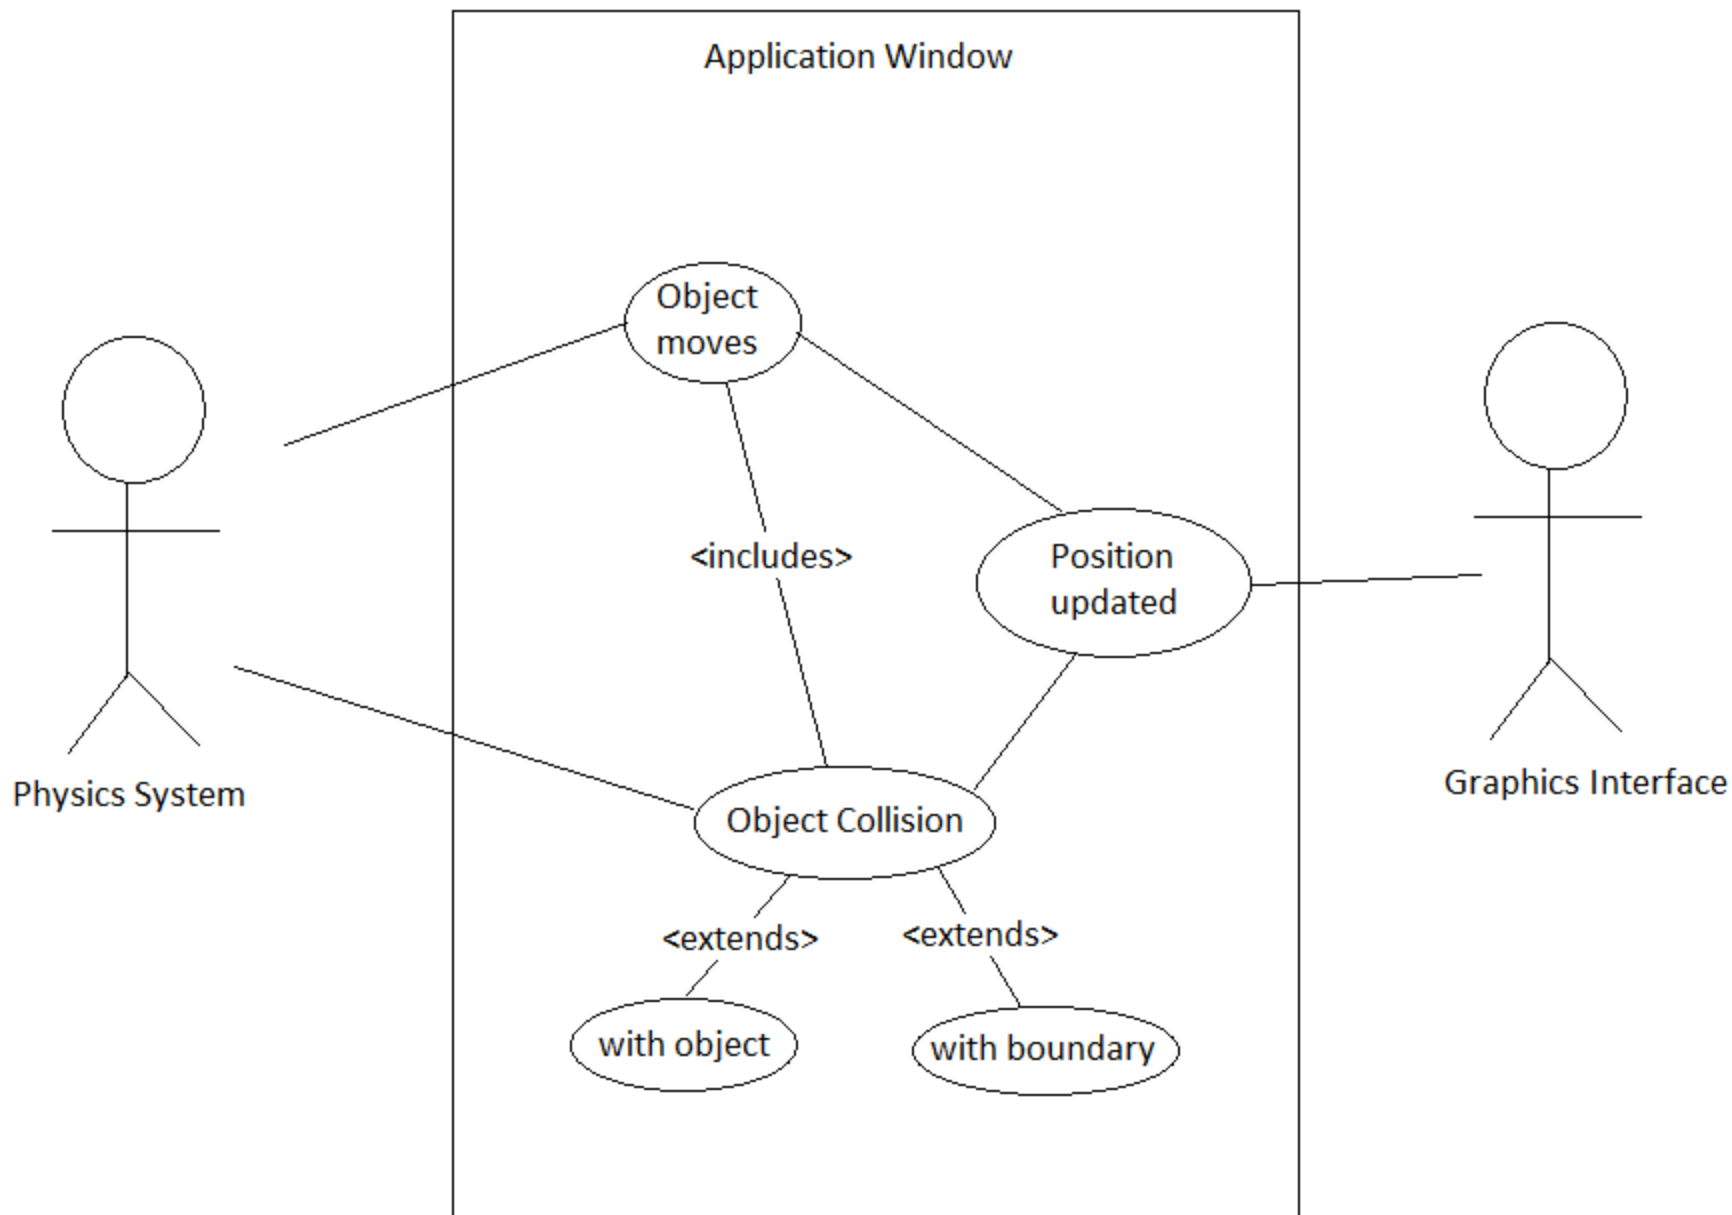 Application Window
Object
moves
<includes>
Position
updated
Physics System
Graphics Interface
Object Collision
<extends>
<extends>
with object
with boundary